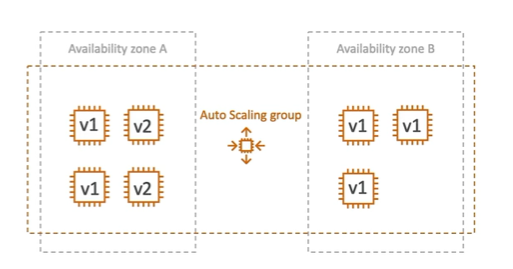 Availability zone A
Availability zone B
Auto Scaling group
v1 v2
v1 v1
v1 v2
v1